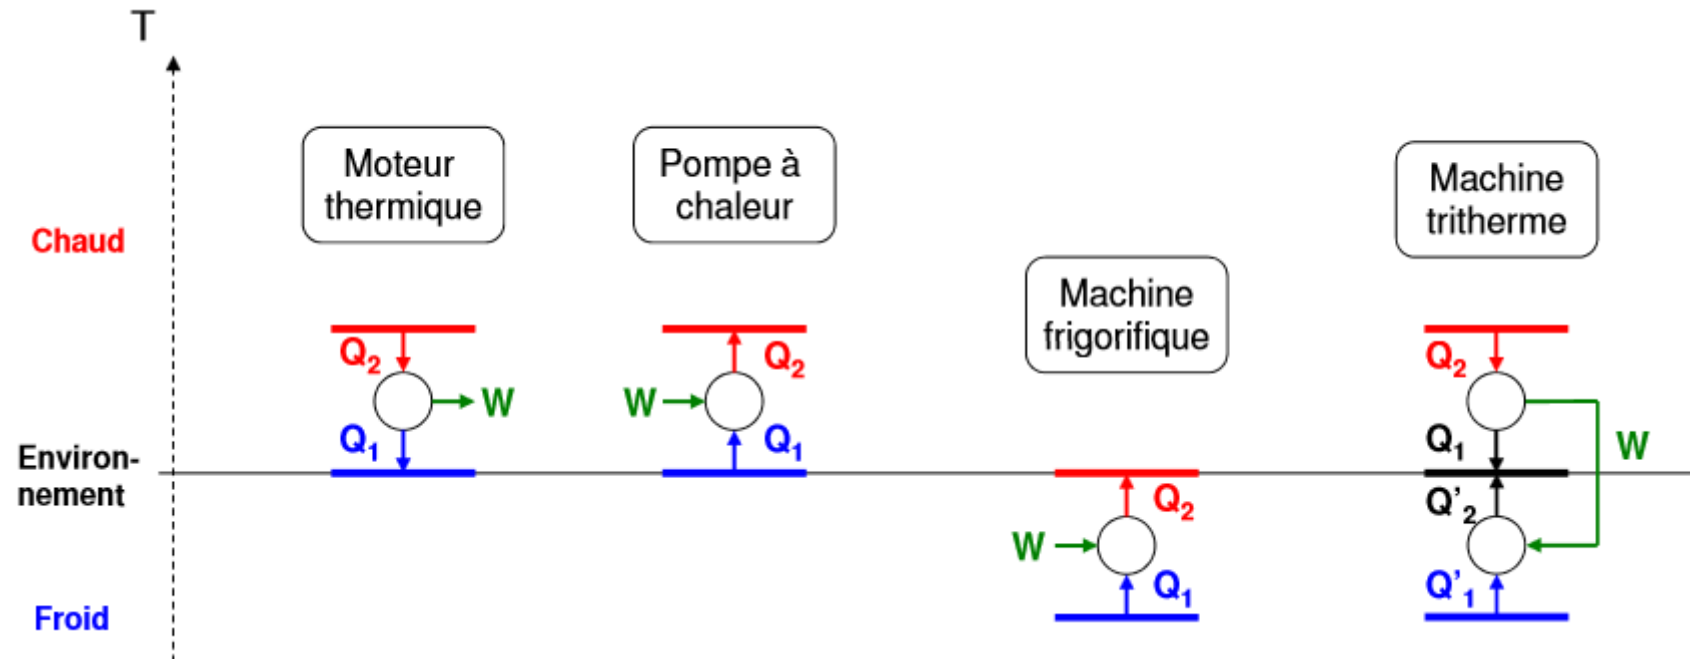 T
Moteur
thermique
Pompe à
chaleur
Machine
frigorifique
Machine
tritherme
Chaud
Environ-
nement
Froid
Q₂
W
Q₁
Q₂
W
Q₁
Q₂
W
Q₁
Q₂
Q₁
W
Q’₂
Q’₁